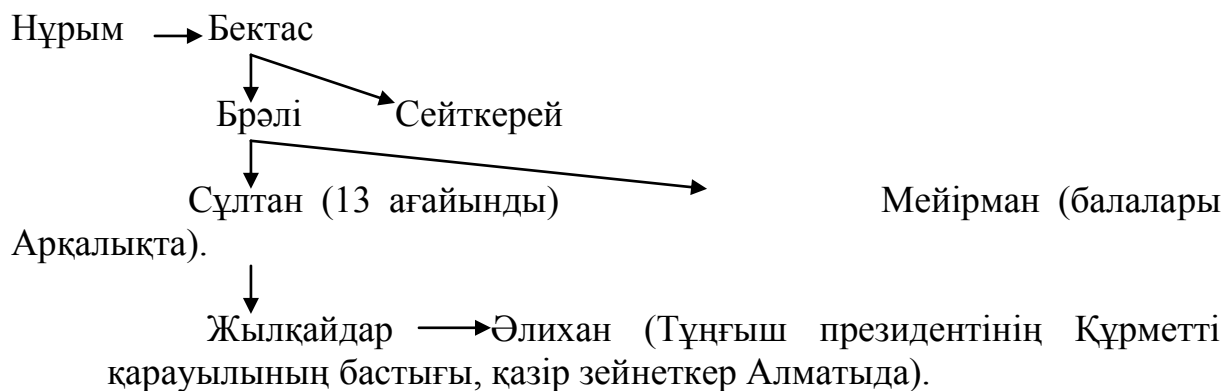 Нұрым Бектас
Брәлі Сейткерей
Сұлтан (13 ағайынды) Мейірман (балалары
Арқалықта).
Жылқайдар Әлихан (Тұңғыш президентінің Құрметті
қарауылының бастығы, қазір зейнеткер Алматыда).